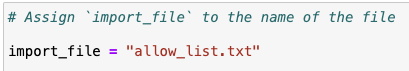 # Assign `import_file` to the name of the file
import_file = "allow_list.txt"